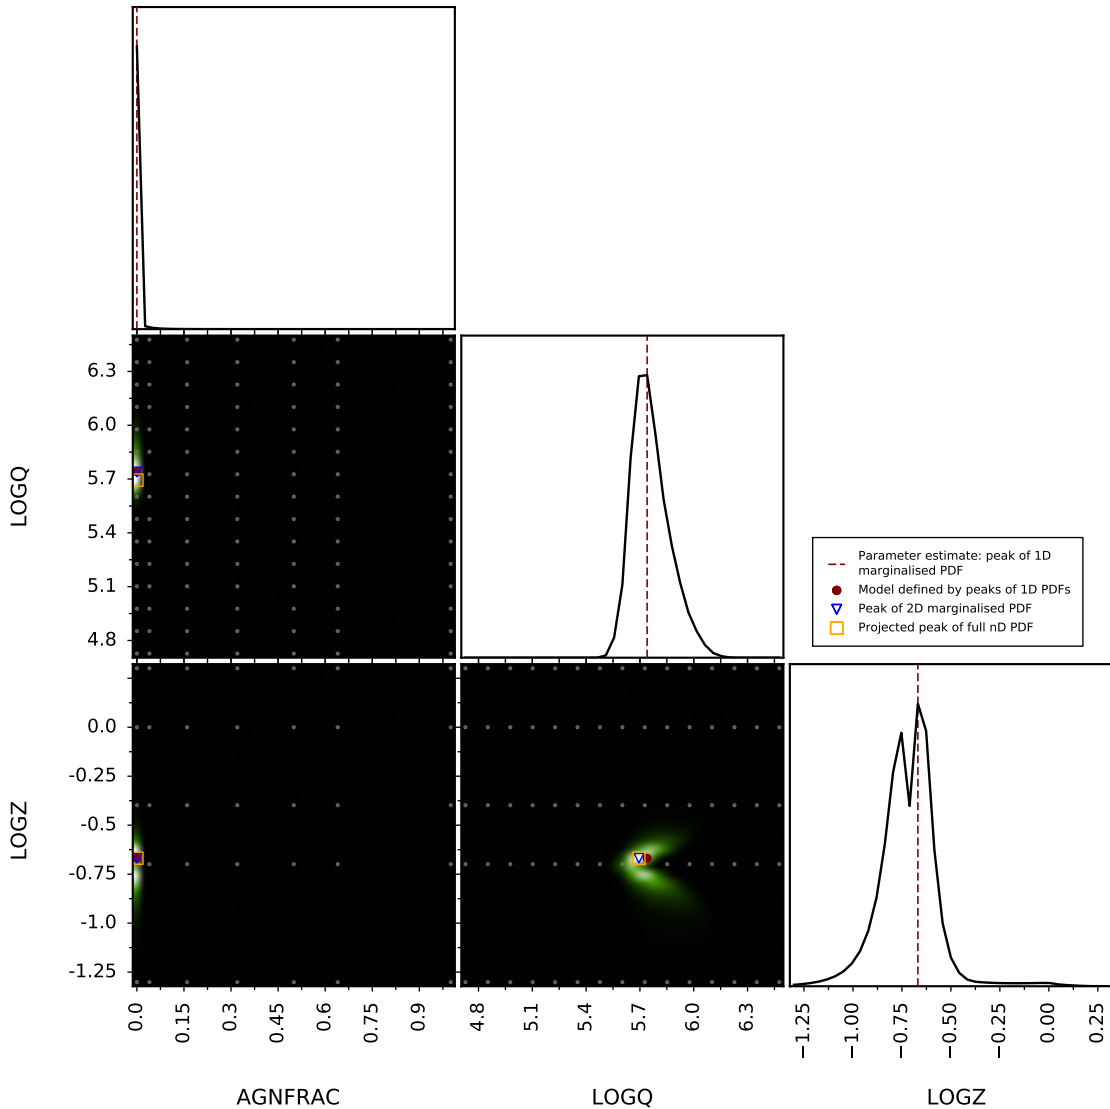 6.3
6.0
5.7
5.4
5.1
4.8
LOGQ
Parameter estimate: peak of 1D
marginalised PDF
Model defined by peaks of 1D PDFs
Peak of 2D marginalised PDF
Projected peak of full nD PDF
0.0
-0.25
-0.5
-0.75
-1.0
-1.25
LOGZ
0.0 0.15 0.3 0.45 0.6 0.75 0.9
4.8 5.1 5.4 5.7 6.0 6.3
−1.25 −1.00 −0.75 −0.50 −0.25 0.00 0.25
AGNFRAC LOGQ LOGZ